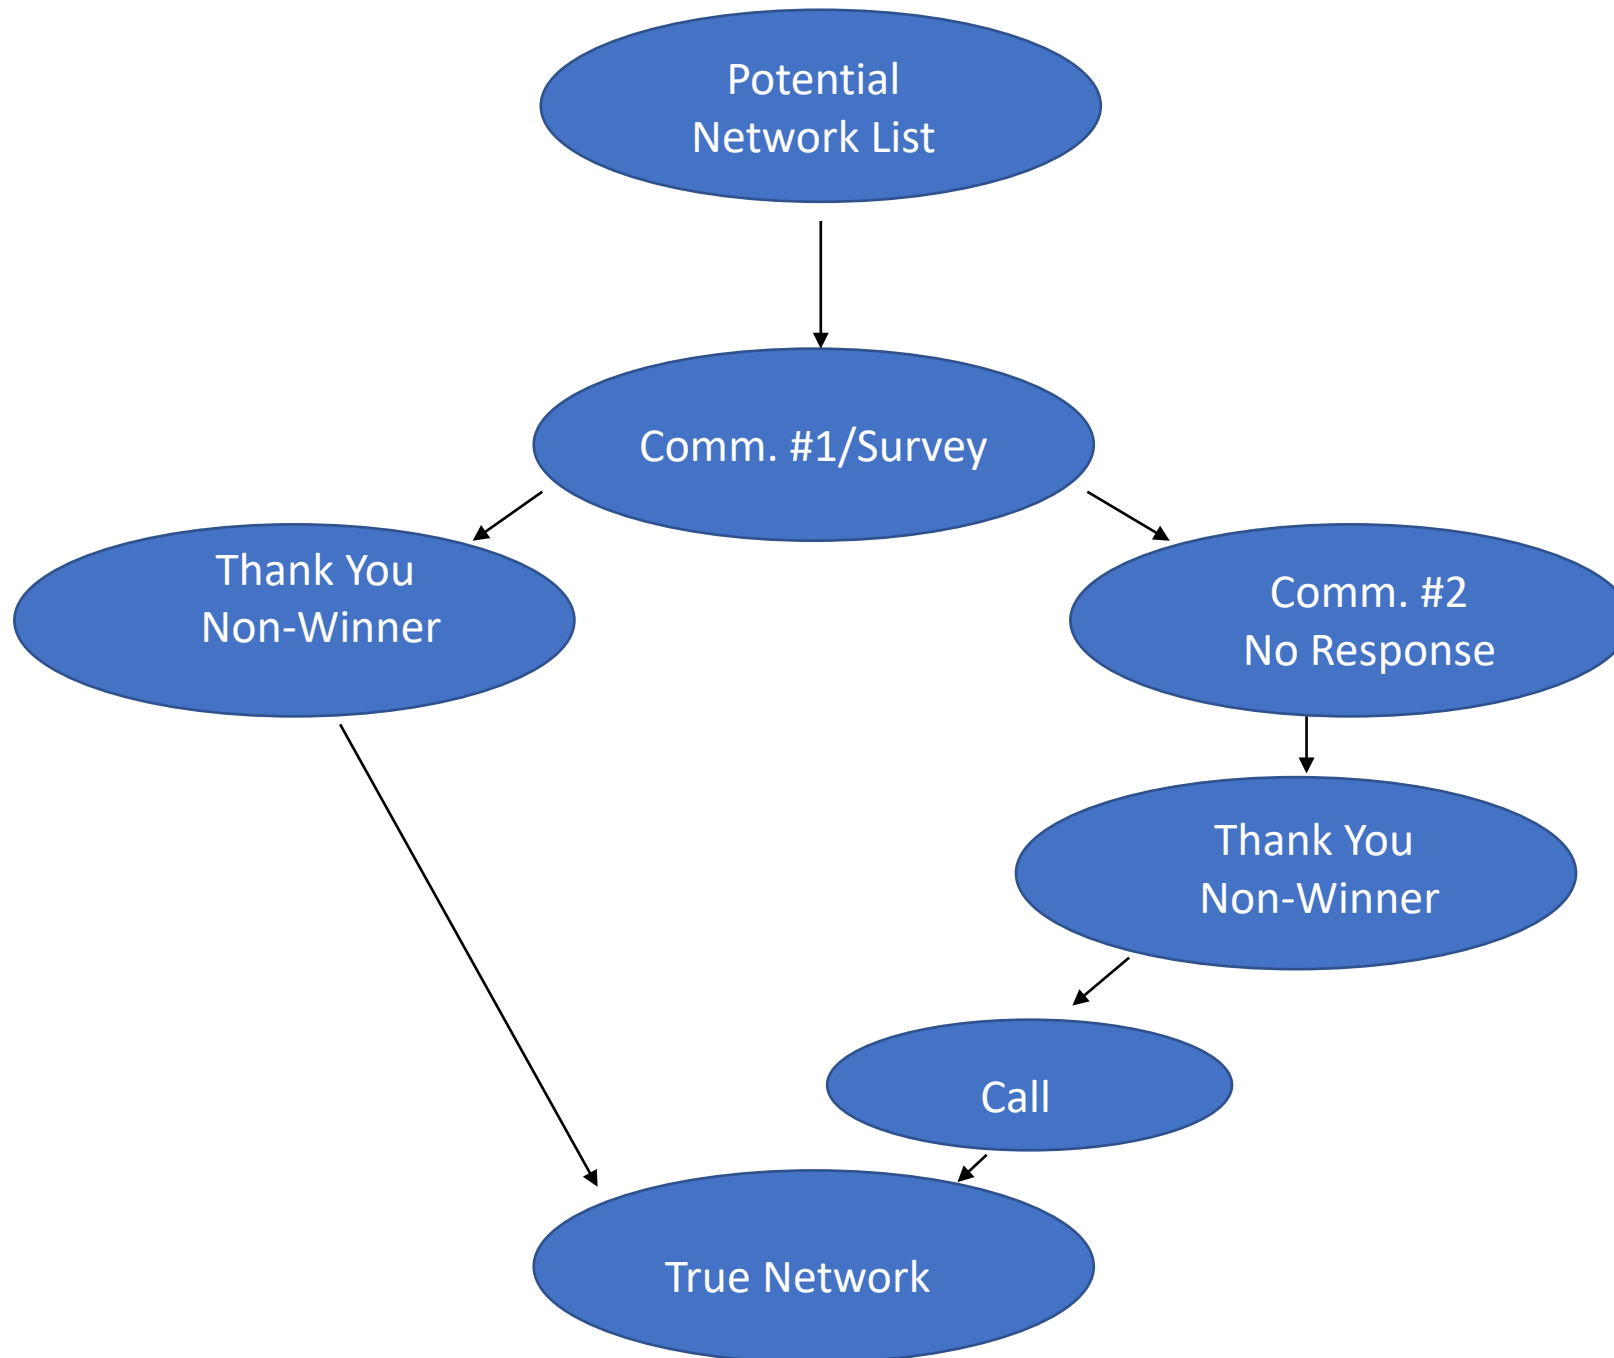 Potential
Network List
Comm. #1/Survey
Thank You
Non-Winner
Comm. #2
No Response
Thank You
Non-Winner
Call
True Network